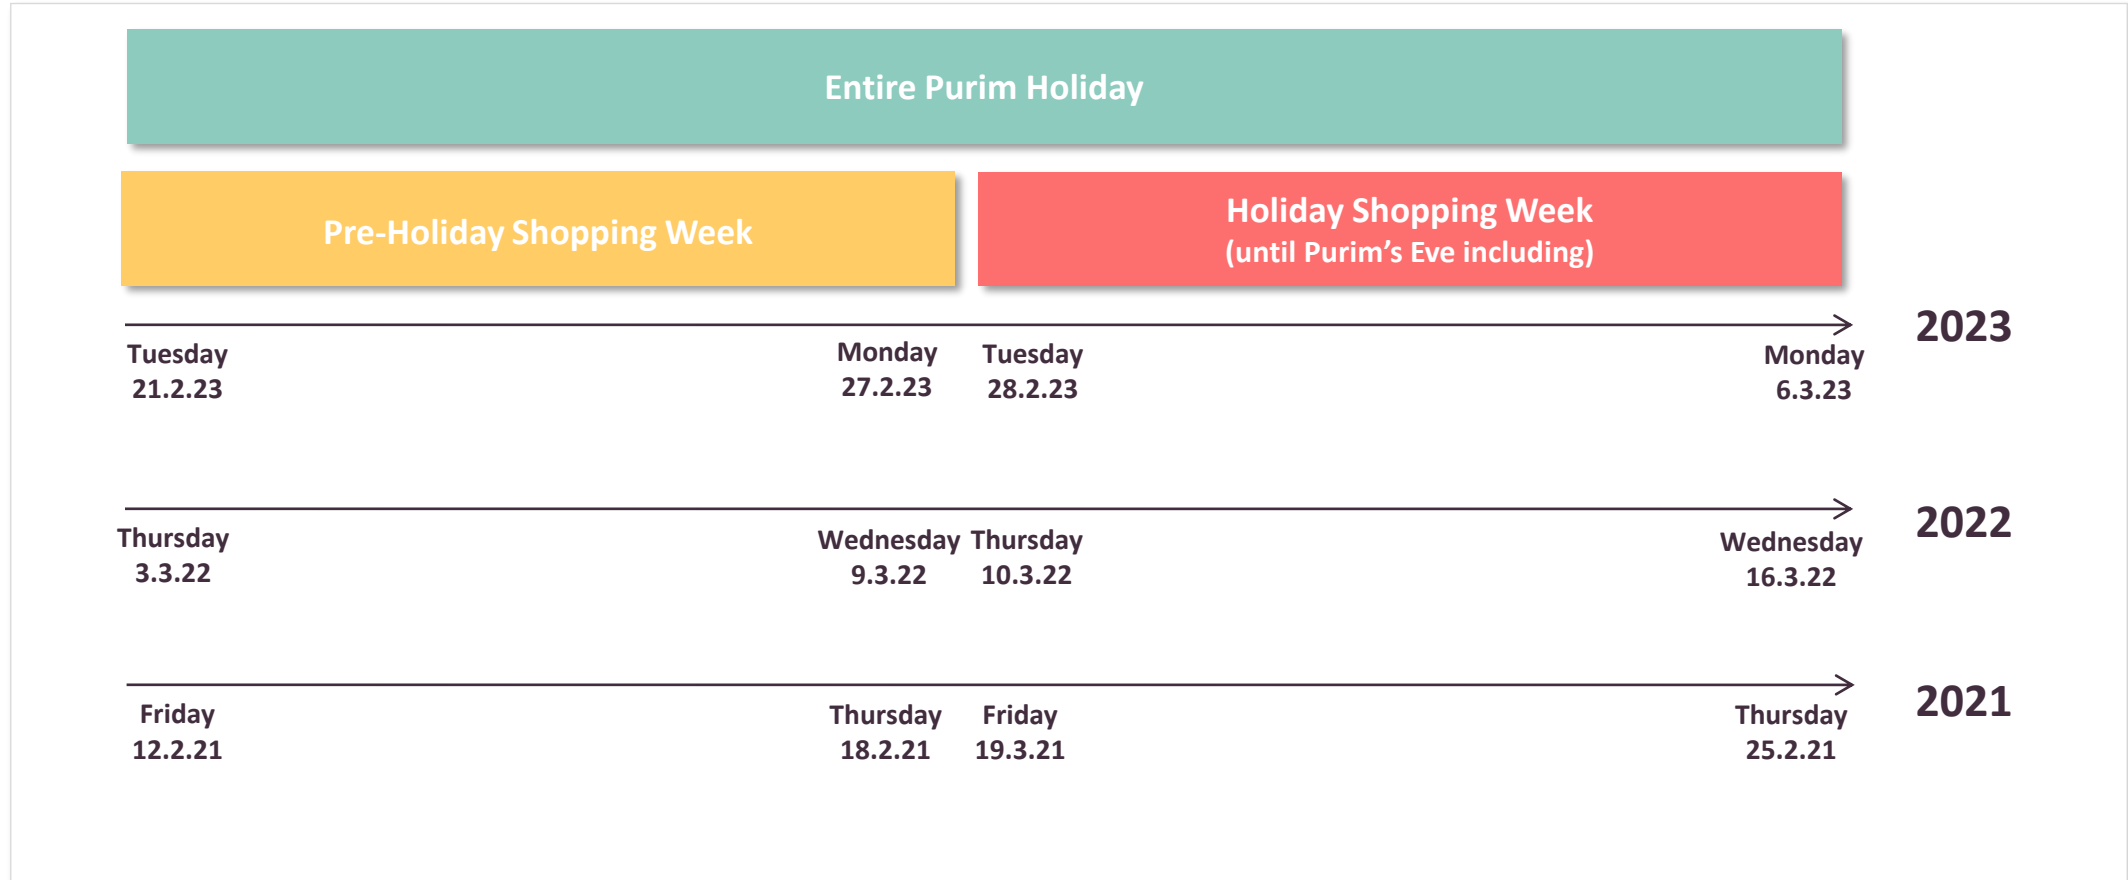 Entire Purim Holiday
Pre-Holiday Shopping Week
Holiday Shopping Week
(until Purim’s Eve including)
2023
Tuesday
21.2.23
Monday
27.2.23
Tuesday
28.2.23
Monday
6.3.23
2022
Thursday
3.3.22
Wednesday
9.3.22
Thursday
10.3.22
Wednesday
16.3.22
2021
Friday
12.2.21
Thursday
18.2.21
Friday
19.3.21
Thursday
25.2.21